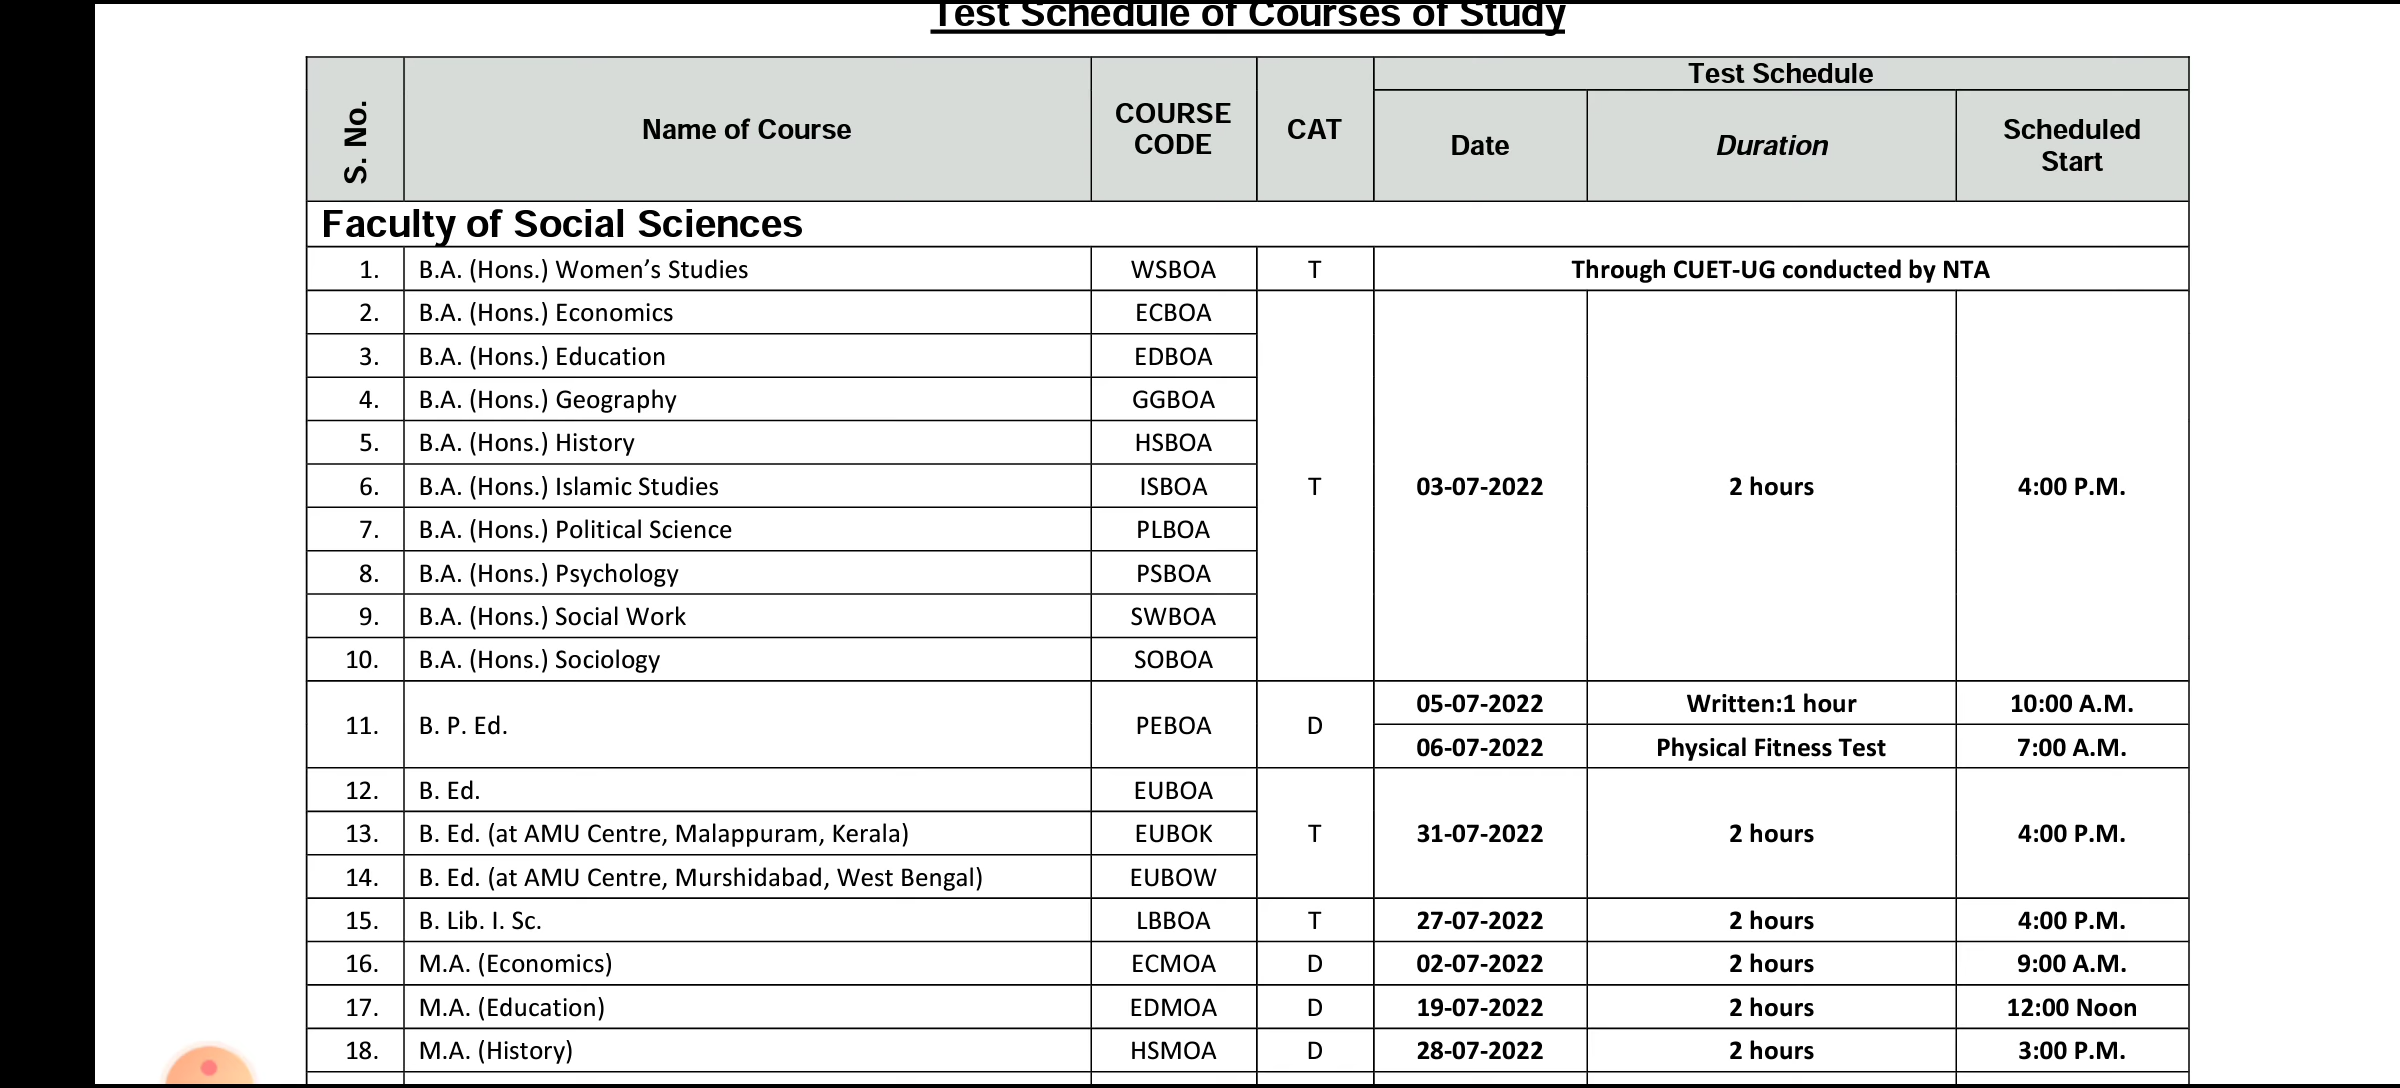 Test Schedule of Courses of Study
S. No.
Name of Course
COURSE CODE
CAT
Test Schedule
Date
Duration
Scheduled Start
Faculty of Social Sciences
1. B.A. (Hons.) Women’s Studies WSBOA T Through CUET-UG conducted by NTA
2. B.A. (Hons.) Economics ECBOA
3. B.A. (Hons.) Education EDBOA
4. B.A. (Hons.) Geography GGBOA
5. B.A. (Hons.) History HSBOA
6. B.A. (Hons.) Islamic Studies ISBOA T 03-07-2022 2 hours 4:00 P.M.
7. B.A. (Hons.) Political Science PLBOA
8. B.A. (Hons.) Psychology PSBOA
9. B.A. (Hons.) Social Work SWBOA
10. B.A. (Hons.) Sociology SOBOA
11. B. P. Ed. PEBOA D 05-07-2022 Written:1 hour 10:00 A.M.
06-07-2022 Physical Fitness Test 7:00 A.M.
12. B. Ed. EUBOA
13. B. Ed. (at AMU Centre, Malappuram, Kerala) EUBOK T 31-07-2022 2 hours 4:00 P.M.
14. B. Ed. (at AMU Centre, Murshidabad, West Bengal) EUBOW
15. B. Lib. I. Sc. LBBOA T 27-07-2022 2 hours 4:00 P.M.
16. M.A. (Economics) ECMOA D 02-07-2022 2 hours 9:00 A.M.
17. M.A. (Education) EDMOA D 19-07-2022 2 hours 12:00 Noon
18. M.A. (History) HSMOA D 28-07-2022 2 hours 3:00 P.M.